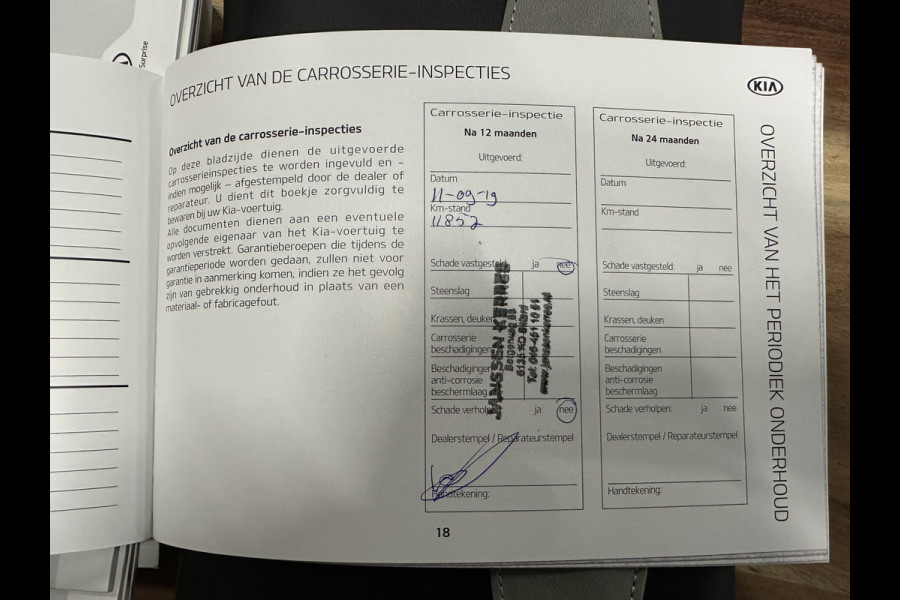 Surprise
OVERZICHT VAN DE CARROSSERIE-INSPECTIES
Overzicht van de carrosserie-inspecties
Op deze bladzijde dienen de uitgevoerde
carrosserieinspecties te worden ingevuld en -
indien mogelijk - afgestempeld door de dealer of
reparateur. U dient dit boekje zorgvuldig te
bewaren bij uw Kia-voertuig.
Alle documenten dienen aan een eventuele
opvolgende eigenaar van het Kia-voertuig te
worden verstrekt. Garantieberoepen die tijdens de
garantieperiode worden gedaan, zullen niet voor
garantie in aanmerking komen, indien ze het gevolg
zijn van gebrekkig onderhoud in plaats van een
materiaal- of fabricagefout.
Carrosserie-inspectie
Na 12 maanden
Uitgevoerd:
Datum
11-09-19
Km-stand
11852
Schade vastgesteld: ja nee
Steenslag
Krassen, deuken
Carrosserie
beschadigingen
Beschadigingen
anti-corrosie
beschermlaag
Schade verholpen: ja nee
Dealerstempel / Reparateurstempel
Handtekening:
JANSSEN KERRES
Carrosserie-inspectie
Na 24 maanden
Uitgevoerd:
Datum
Km-stand
Schade vastgesteld: ja nee
Steenslag
Krassen, deuken
Carrosserie
beschadigingen
Beschadigingen
anti-corrosie
beschermlaag
Schade verholpen: ja nee
Dealerstempel / Reparateurstempel
Handtekening:
KIA
OVERZICHT VAN HET PERIODIEK ONDERHOUD
18